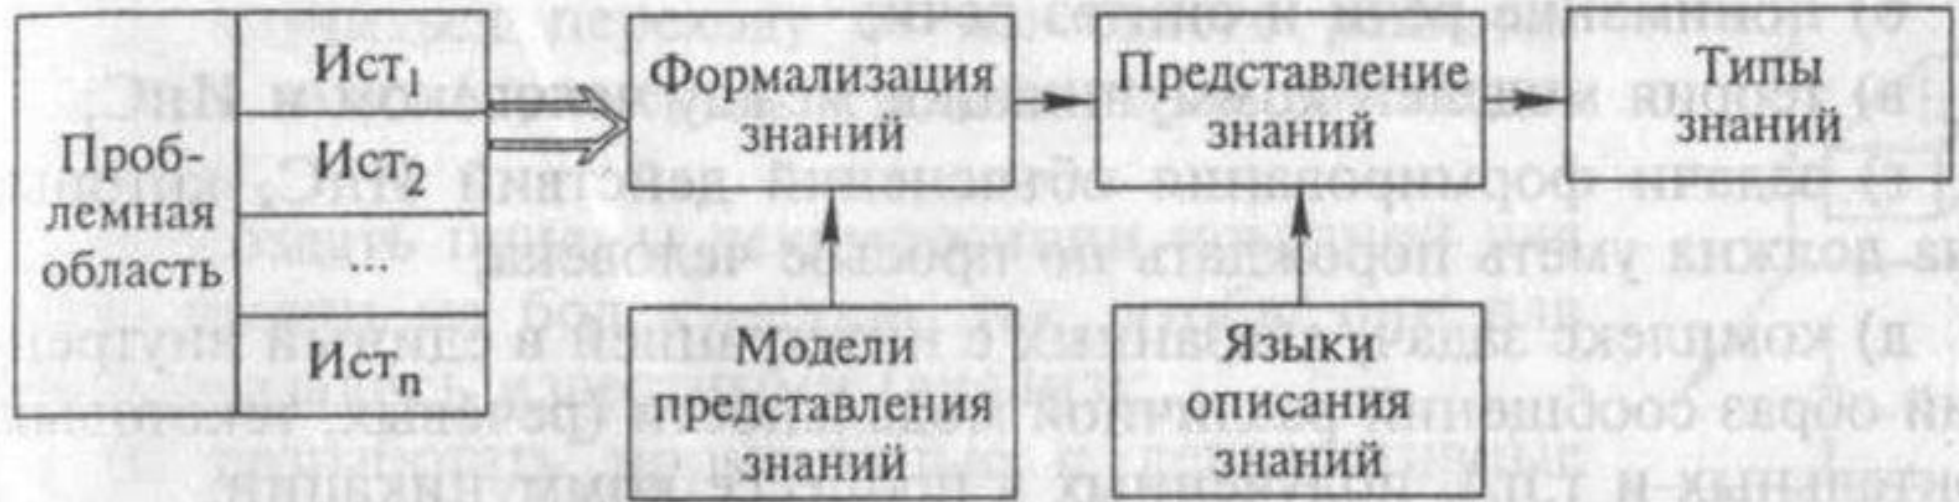 Проб-
лемная
область
Ист1
Ист2
...
Истn
Формализация
знаний
Представление
знаний
Типы
знаний
Модели
представления
знаний
Языки
описания
знаний